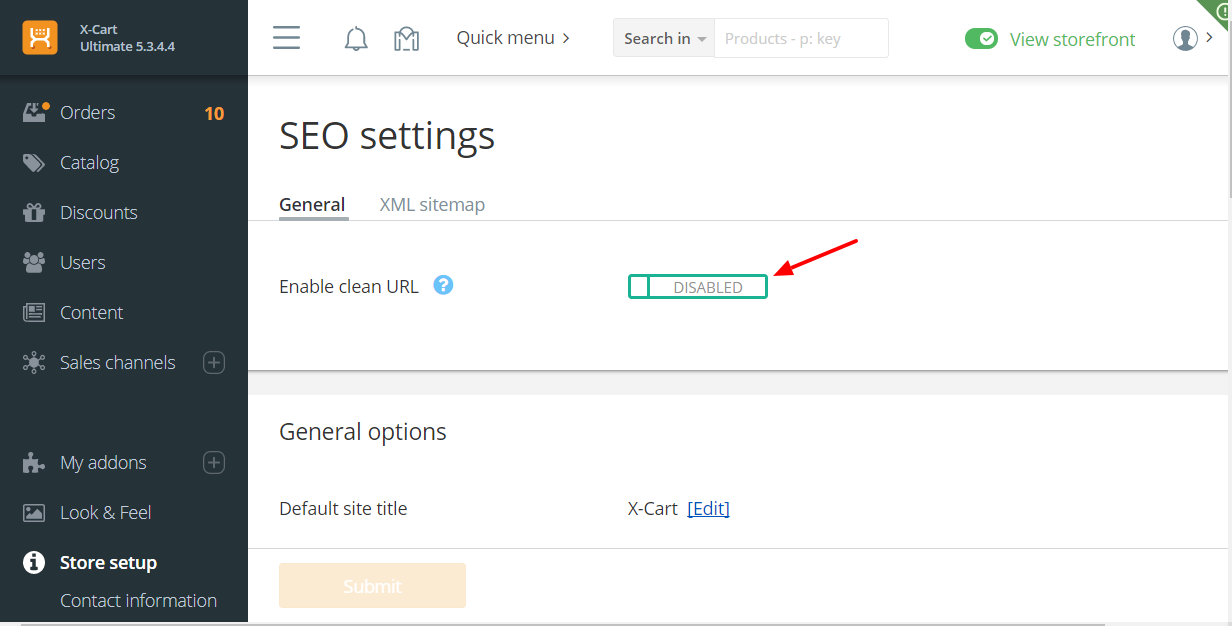 X-Cart
Ultimate 5.3.4.4
Quick menu
Search in
Products - p: key
View storefront
Orders 10
Catalog
Discounts
Users
Content
Sales channels
My addons
Look & Feel
Store setup
Contact information
SEO settings
General XML sitemap
Enable clean URL ? DISABLED
General options
Default site title X-Cart [Edit]
Submit